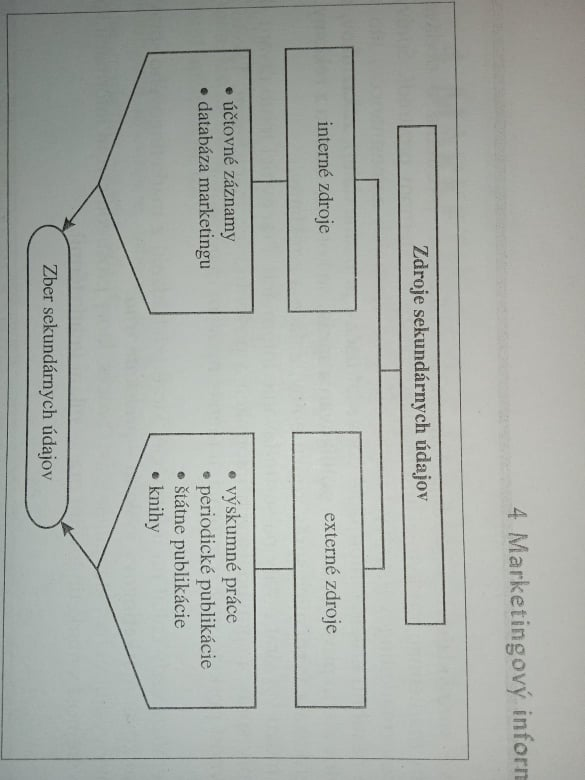 4 Marketingový inform
Zdroje sekundárnych údajov
interné zdroje
externé zdroje
• účtovné záznamy
• databáza marketingu
• výskumné práce
• periodické publikácie
• štátne publikácie
• knihy
Zber sekundárnych údajov